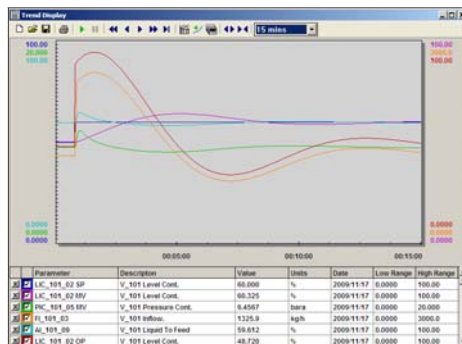 Trend Display
15 mins
100.00 100.00
20.000 3000.0
100.00 100.00
0.0000 0.0000
0.0000 0.0000
0.0000 0.0000
00:05:00 00:10:00 00:15:00
Parameter Description Value Units Date Low Range High Range
LIC_101_02 SP V_101 Level Cont. 60.000 % 2009/11/17 0.0000 100.00
LIC_101_02 MV V_101 Level Cont. 60.325 % 2009/11/17 0.0000 100.00
PIC_101_05 MV V_101 Pressure Cont. bara 2009/11/17 0.0000 20.000
FI_101_03 V_101 Inflow. 1325.9 kg/h 2009/11/17 0.0000 3000.0
AI_101_09 V_101 Liquid To Feed 59.612 % 2009/11/17 0.0000 100.00
LIC_101_02 OP V_101 Level Cont. 48.720 % 2009/11/17 0.0000 100.00